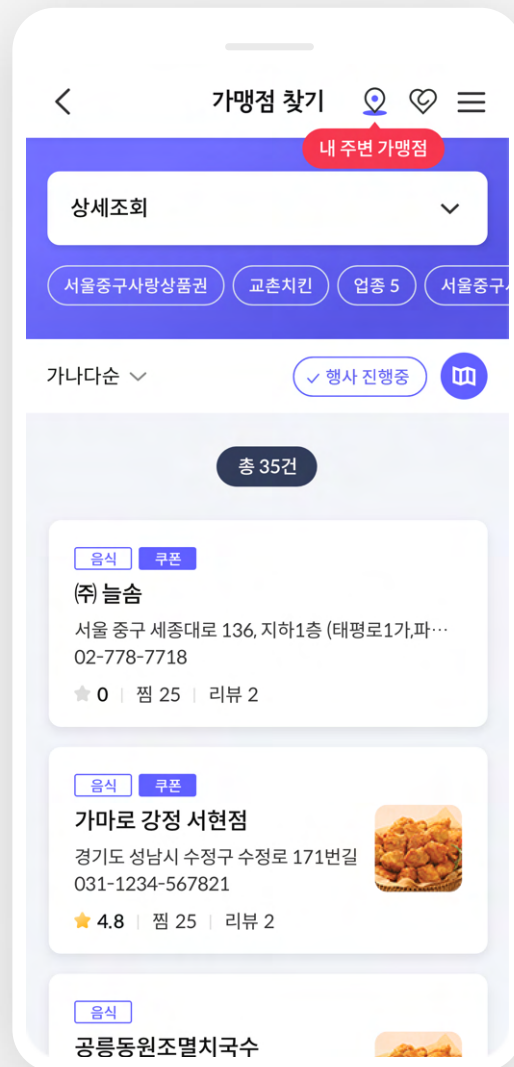 가맹점 찾기
내 주변 가맹점
상세조회
서울중구사랑상품권 교촌치킨 업종 5 서울중구
가나다순 행사 진행중
총 35건
음식 쿠폰
㈜ 늘솜
서울 중구 세종대로 136, 지하1층 (태평로1가,파…
02-778-7718
0 | 찜 25 | 리뷰 2
음식 쿠폰
가마로 강정 서현점
경기도 성남시 수정구 수정로 171번길
031-1234-567821
4.8 | 찜 25 | 리뷰 2
음식
공릉동원조멸치국수